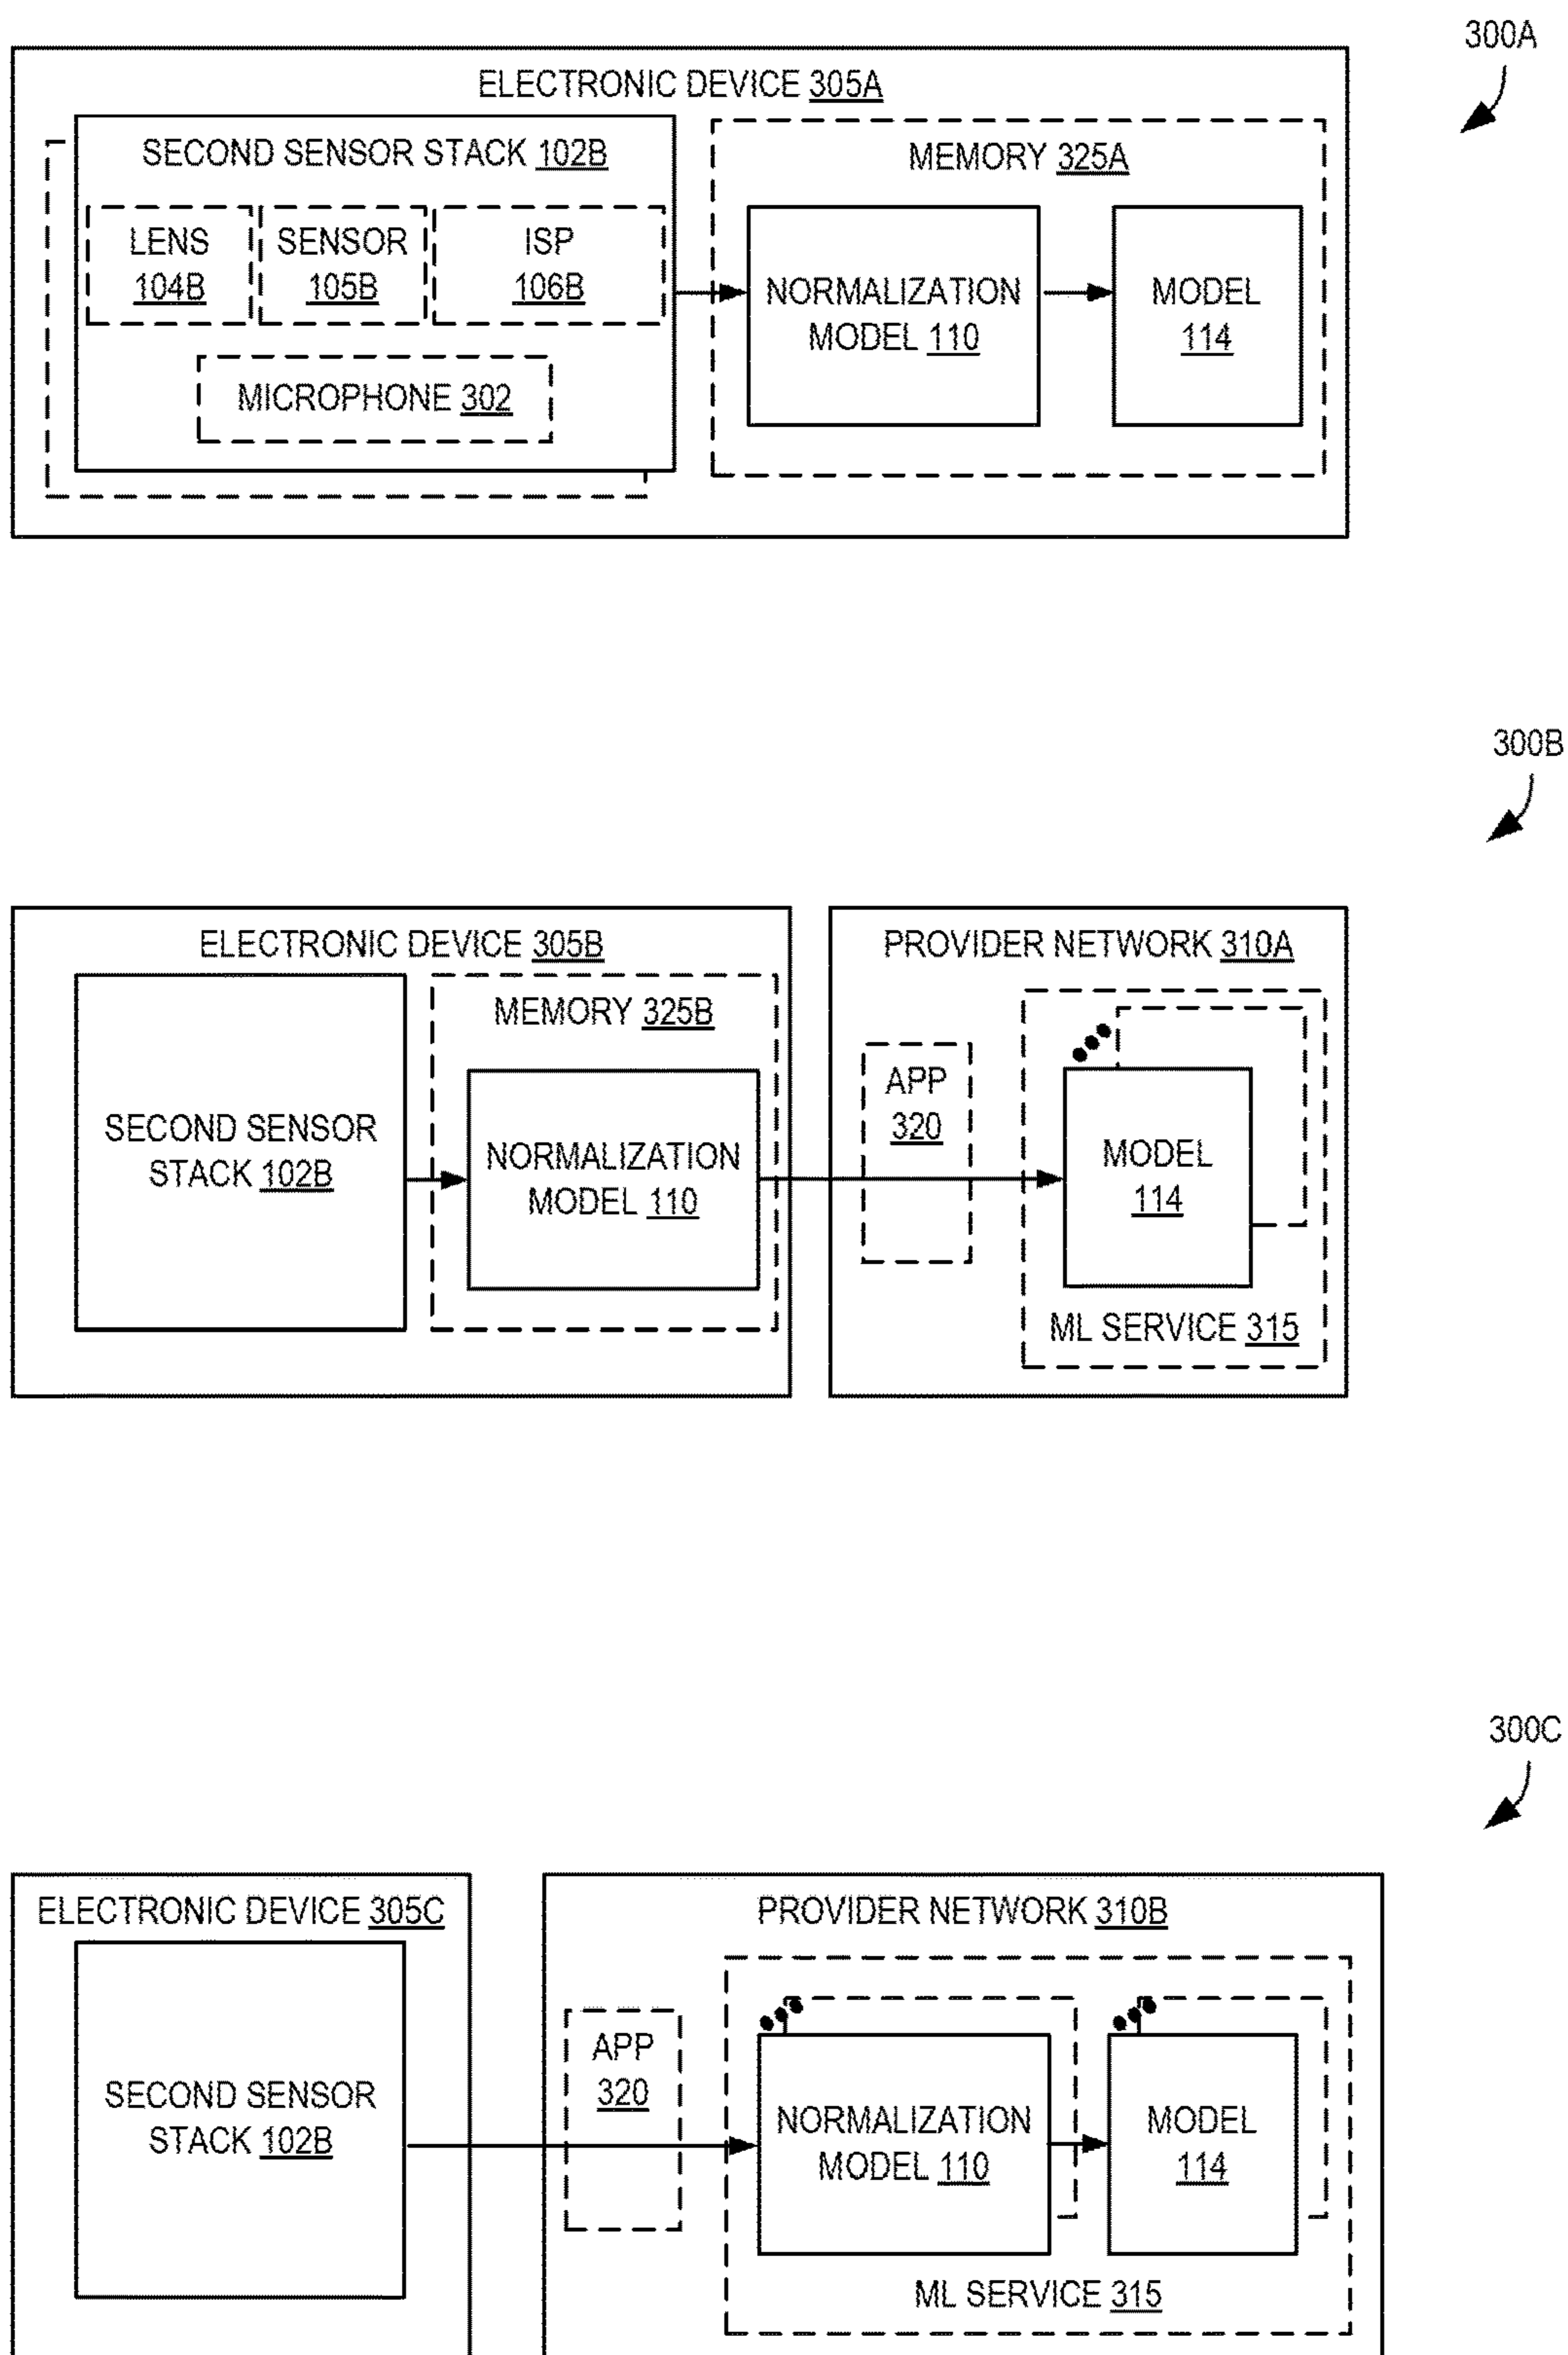 300A
ELECTRONIC DEVICE 305A
SECOND SENSOR STACK 102B
MEMORY 325A
LENS
104B
SENSOR
105B
ISP
106B
MICROPHONE 302
NORMALIZATION
MODEL 110
MODEL
114
300B
ELECTRONIC DEVICE 305B
SECOND SENSOR
STACK 102B
MEMORY 325B
NORMALIZATION
MODEL 110
PROVIDER NETWORK 310A
APP
320
MODEL
114
ML SERVICE 315
300C
ELECTRONIC DEVICE 305C
SECOND SENSOR
STACK 102B
PROVIDER NETWORK 310B
APP
320
NORMALIZATION
MODEL 110
MODEL
114
ML SERVICE 315